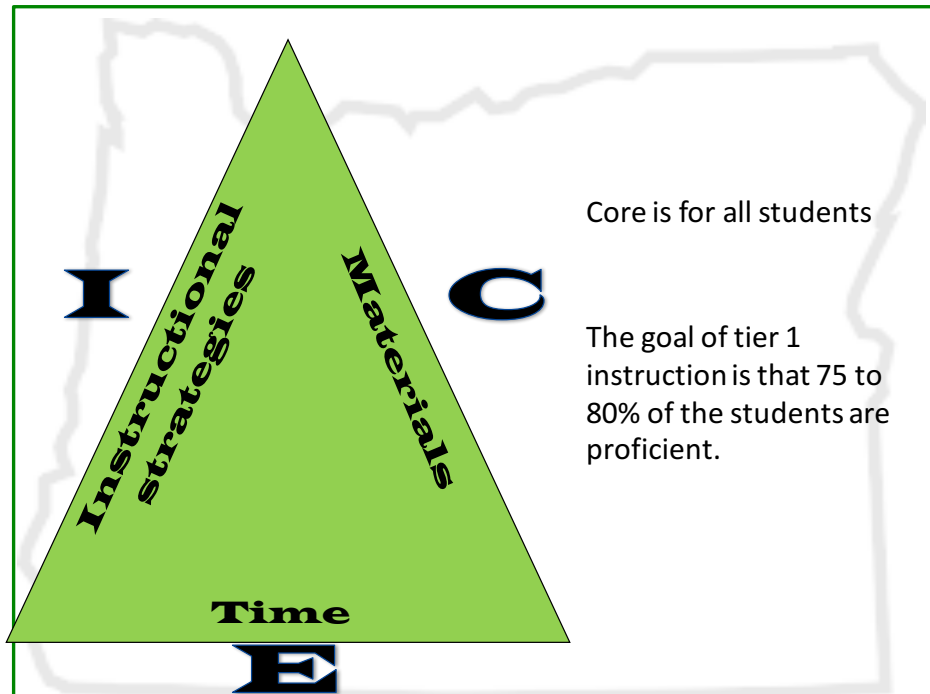 I
Instructional
strategies
Materials
C
Time
E
Core is for all students
The goal of tier 1
instruction is that 75 to
80% of the students are
proficient.